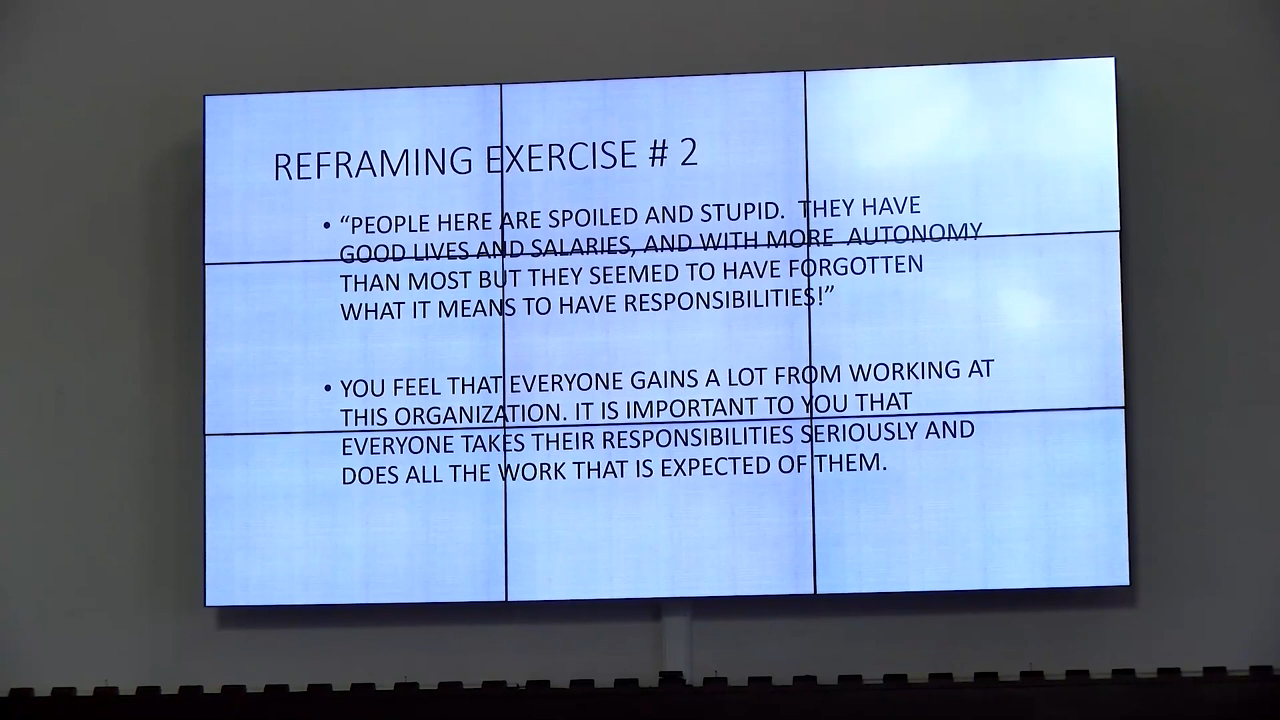 REFRAMING EXERCISE # 2
• “PEOPLE HERE ARE SPOILED AND STUPID.  THEY HAVE
GOOD LIVES AND SALARIES, AND WITH MORE  AUTONOMY
THAN MOST BUT THEY SEEMED TO HAVE FORGOTTEN
WHAT IT MEANS TO HAVE RESPONSIBILITIES!”
• YOU FEEL THAT EVERYONE GAINS A LOT FROM WORKING AT
THIS ORGANIZATION. IT IS IMPORTANT TO YOU THAT
EVERYONE TAKES THEIR RESPONSIBILITIES SERIOUSLY AND
DOES ALL THE WORK THAT IS EXPECTED OF THEM.